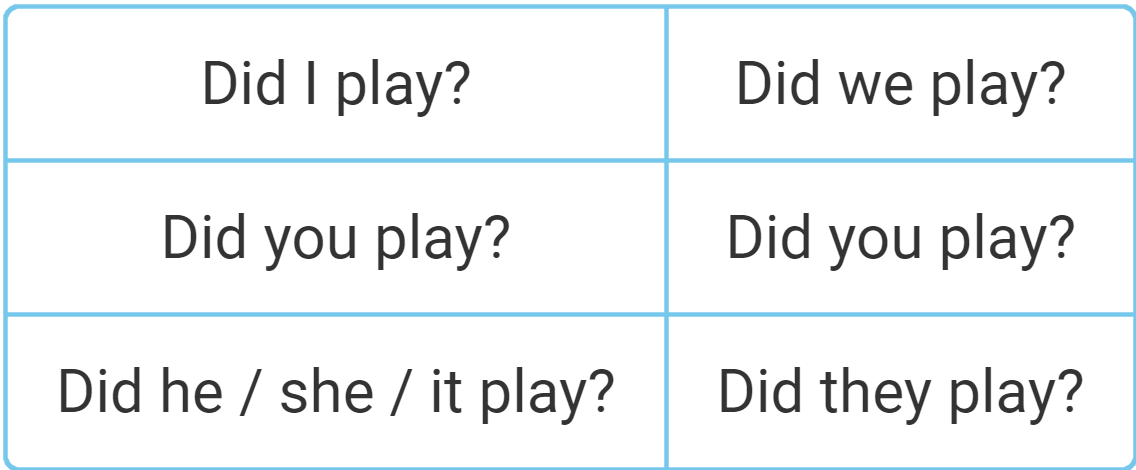 Did I play?
Did we play?
Did you play?
Did you play?
Did he / she / it play?
Did they play?